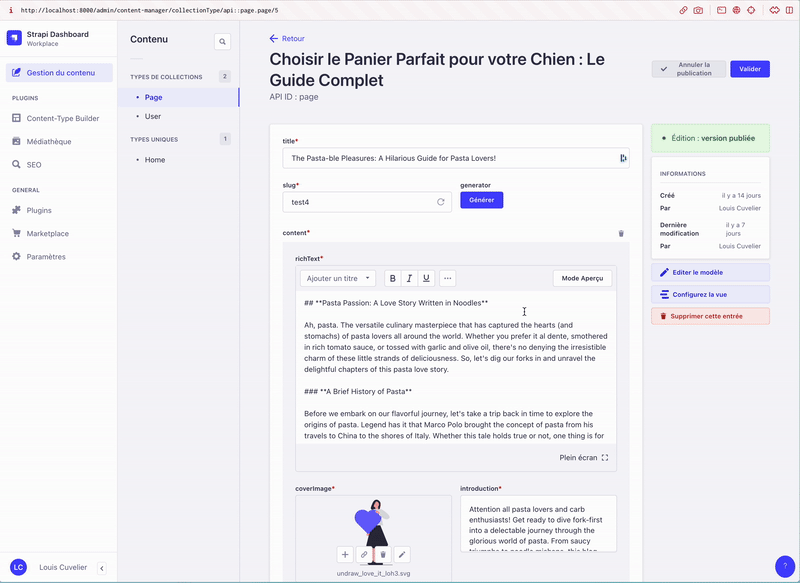 http://localhost:8000/admin/content-manager/collectionType/api::page.page/5
Strapi Dashboard
Workplace
Gestion du contenu
PLUGINS
Content-Type Builder
Médiathèque
SEO
GENERAL
Plugins
Marketplace
Paramètres
LC
Louis Cuvelier
Contenu
TYPES DE COLLECTIONS
2
Page
User
TYPES UNIQUES
1
Home
Retour
Choisir le Panier Parfait pour votre Chien : Le
Guide Complet
API ID : page
Annuler la
publication
Valider
title*
The Pasta-ble Pleasures: A Hilarious Guide for Pasta Lovers!
slug*
generator
test4
Générer
content*
richText*
Ajouter un titre
B I U ...
Mode Aperçu
## **Pasta Passion: A Love Story Written in Noodles**
Ah, pasta. The versatile culinary masterpiece that has captured the hearts (and
stomachs) of pasta lovers all around the world. Whether you prefer it al dente, smothered
in rich tomato sauce, or tossed with garlic and olive oil, there's no denying the irresistible
charm of these little strands of deliciousness. So, let's dig our forks in and unravel the
delightful chapters of this pasta love story.
### **A Brief History of Pasta**
Before we embark on our flavorful journey, let's take a trip back in time to explore the
origins of pasta. Legend has it that Marco Polo brought the concept of pasta from his
travels to China to the shores of Italy. Whether this tale holds true or not, one thing is for
Plein écran
coverImage*
introduction*
undraw_love_it_loh3.svg
Attention all pasta lovers and carb
enthusiasts! Get ready to dive fork-first
into a delectable journey through the
glorious world of pasta. From saucy
Édition : version publiée
INFORMATIONS
Créé
il y a 14 jours
Par
Louis Cuvelier
Dernière
modification
il y a 7
jours
Par
Louis Cuvelier
Editer le modèle
Configurez la vue
Supprimer cette entrée
?